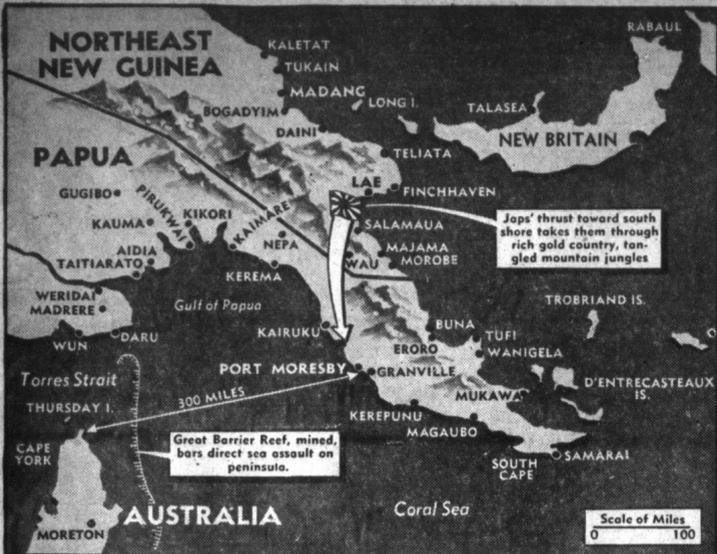 RABAUL
NORTHEAST
NEW GUINEA
KALETAT
TUKAIN
MADANG
LONG I.
BOGADYIM
TALASEA
DAINI
NEW BRITAIN
PAPUA
TELIATA
LAE
FINCHHAVEN
GUGIBO
PIRUKWAI
KIKORI
KAIMARE
KAUMA
SALAMAUA
NEPA
Japs' thrust toward south
shore takes them through
rich gold country, tan-
gled mountain jungles
AIDIA
TAITIARATO
MAJAMA
MOROBE
WAU
KEREMA
WERIDAI
MADRERE
Gulf of Papua
TROBRIAND IS.
WUN
DARU
KAIRUKU
BUNA
TUFI
WANIGELA
ERORO
Torres Strait
PORT MORESBY
GRANVILLE
D'ENTRECASTEAUX
IS.
MUKAWA
300 MILES
THURSDAY I.
KEREPUNU
MAGAUBO
CAPE
YORK
Great Barrier Reef, mined,
bars direct sea assault on
peninsula.
SOUTH
CAPE
SAMARAI
AUSTRALIA
Coral Sea
MORETON
Scale of Miles
0 100